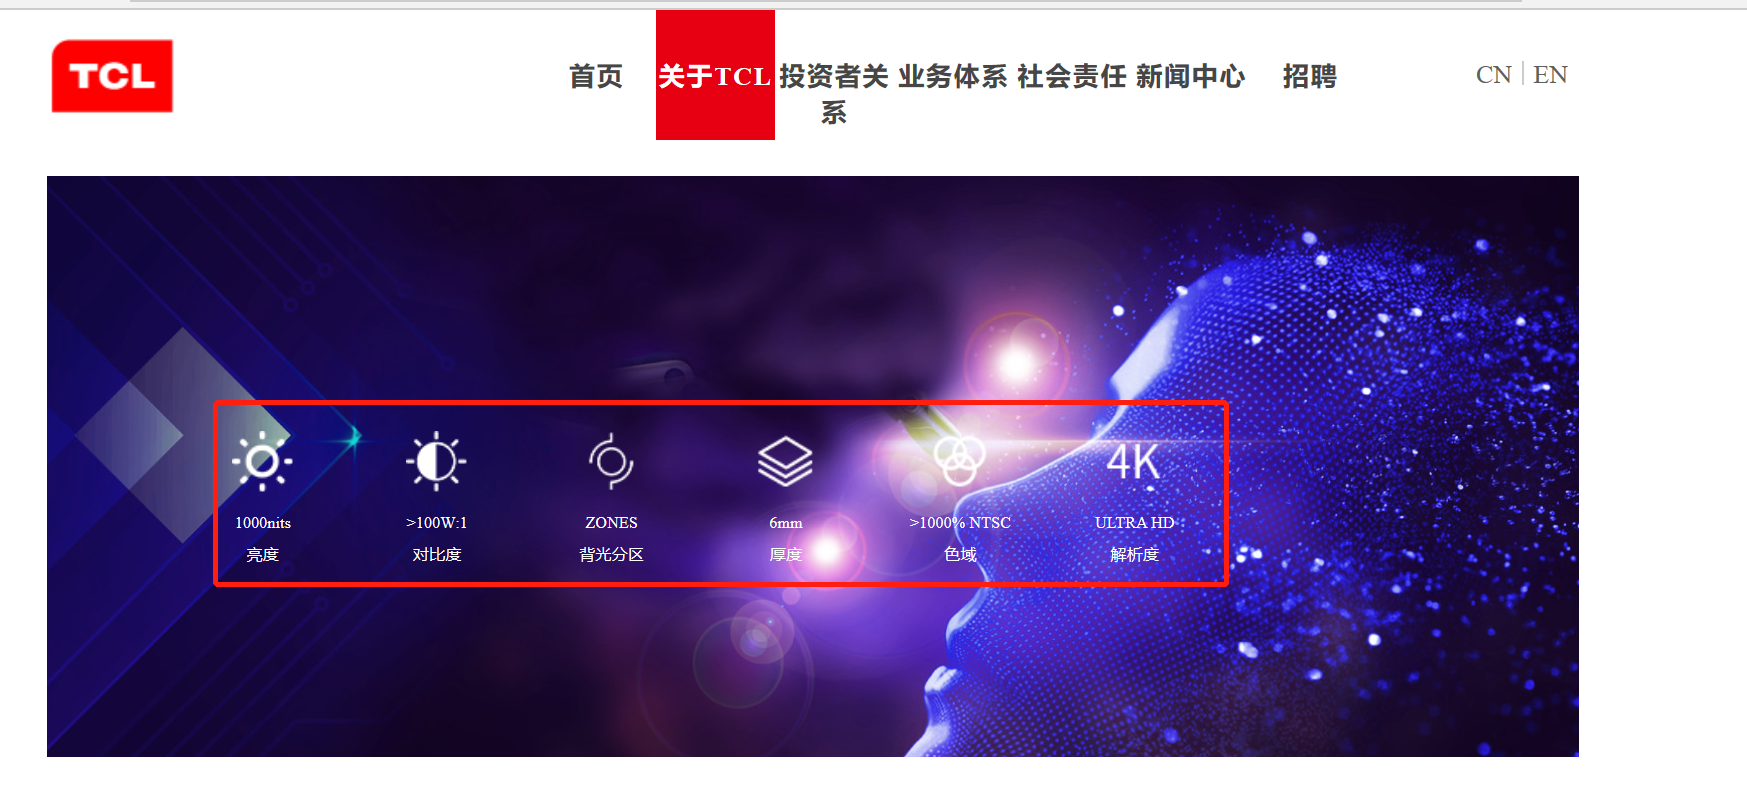 TCL
首页 关于TCL 投资者关系 业务体系 社会责任 新闻中心 招聘
CN EN
4K
1000nits >100W:1 ZONES 6mm >1000% NTSC ULTRA HD
亮度 对比度 背光分区 厚度 色域 解析度